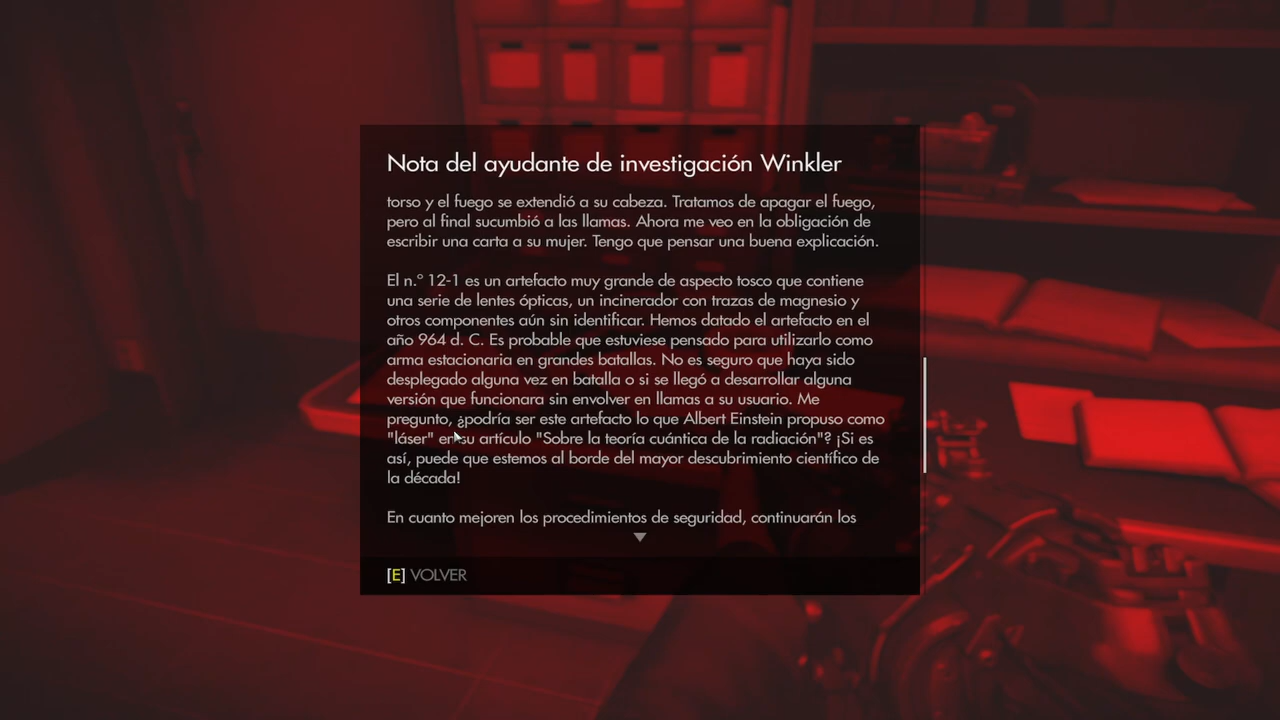 Nota del ayudante de investigación Winkler
torso y el fuego se extendió a su cabeza. Tratamos de apagar el fuego,
pero al final sucumbió a las llamas. Ahora me veo en la obligación de
escribir una carta a su mujer. Tengo que pensar una buena explicación.
El n.º 12-1 es un artefacto muy grande de aspecto tosco que contiene
una serie de lentes ópticas, un incinerador con trazas de magnesio y
otros componentes aún sin identificar. Hemos datado el artefacto en el
año 964 d. C. Es probable que estuviese pensado para utilizarlo como
arma estacionaria en grandes batallas. No es seguro que haya sido
desplegado alguna vez en batalla o si se llegó a desarrollar alguna
versión que funcionara sin envolver en llamas a su usuario. Me
pregunto, ¿podría ser este artefacto lo que Albert Einstein propuso como
"láser" en su artículo "Sobre la teoría cuántica de la radiación"? ¡Si es
así, puede que estemos al borde del mayor descubrimiento científico de
la década!
En cuanto mejoren los procedimientos de seguridad, continuarán los
[E] VOLVER